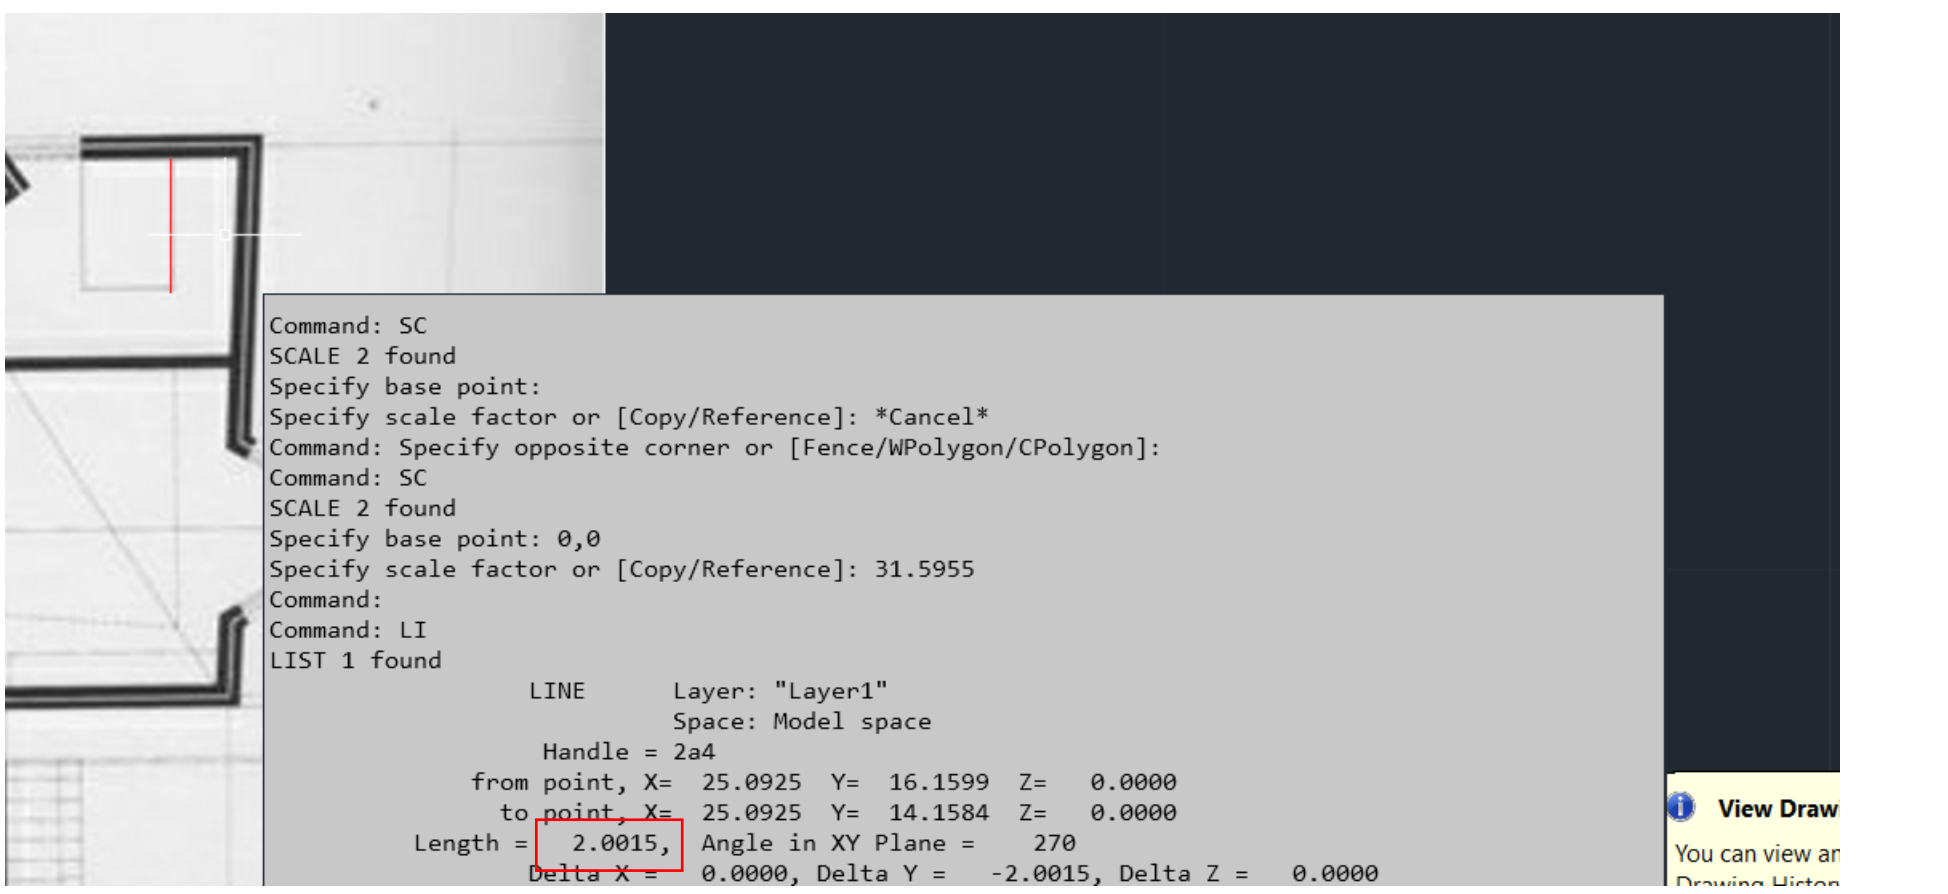 Command: SC
SCALE 2 found
Specify base point:
Specify scale factor or [Copy/Reference]: *Cancel*
Command: Specify opposite corner or [Fence/WPolygon/CPolygon]:
Command: SC
SCALE 2 found
Specify base point: 0,0
Specify scale factor or [Copy/Reference]: 31.5955
Command:
Command: LI
LIST 1 found
LINE Layer: "Layer1"
Space: Model space
Handle = 2a4
from point, X= 25.0925 Y= 16.1599 Z= 0.0000
to point, X= 25.0925 Y= 14.1584 Z= 0.0000
Length = 2.0015, Angle in XY Plane = 270
Delta X = 0.0000, Delta Y = -2.0015, Delta Z = 0.0000
View Draw
You can view an
Drawing Histor